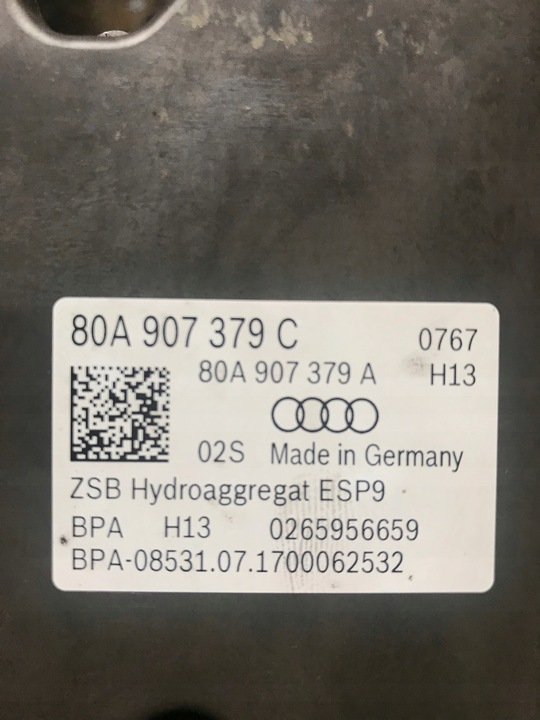 80A 907 379 C 0767
80A 907 379 A H13
02S Made in Germany
ZSB Hydroaggregat ESP9
BPA H13 0265956659
BPA-08531.07.1700062532